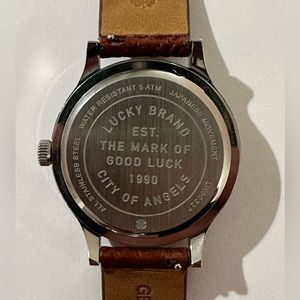 WATER RESISTANT 5 ATM
JAPANESE MOVEMENT
ALL STAINLESS STEEL
LUCKY BRAND
EST.
THE MARK OF
GOOD LUCK
1990
CITY OF ANGELS